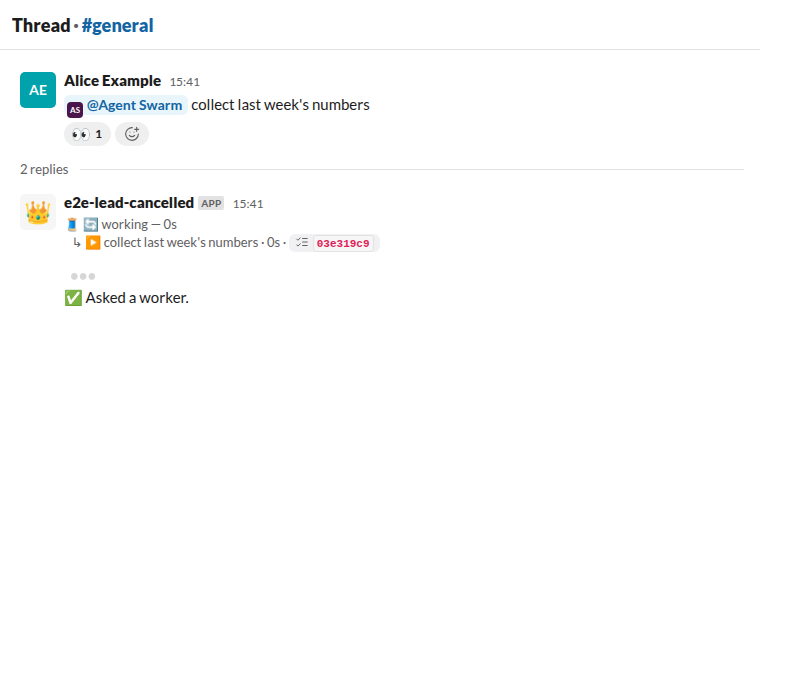 Thread · #general
AE
Alice Example 15:41
AS @Agent Swarm collect last week's numbers
👀 1
2 replies
e2e-lead-cancelled APP 15:41
🧵 🔄 working — 0s
↳ ▶️ collect last week's numbers · 0s · 03e319c9
✅ Asked a worker.